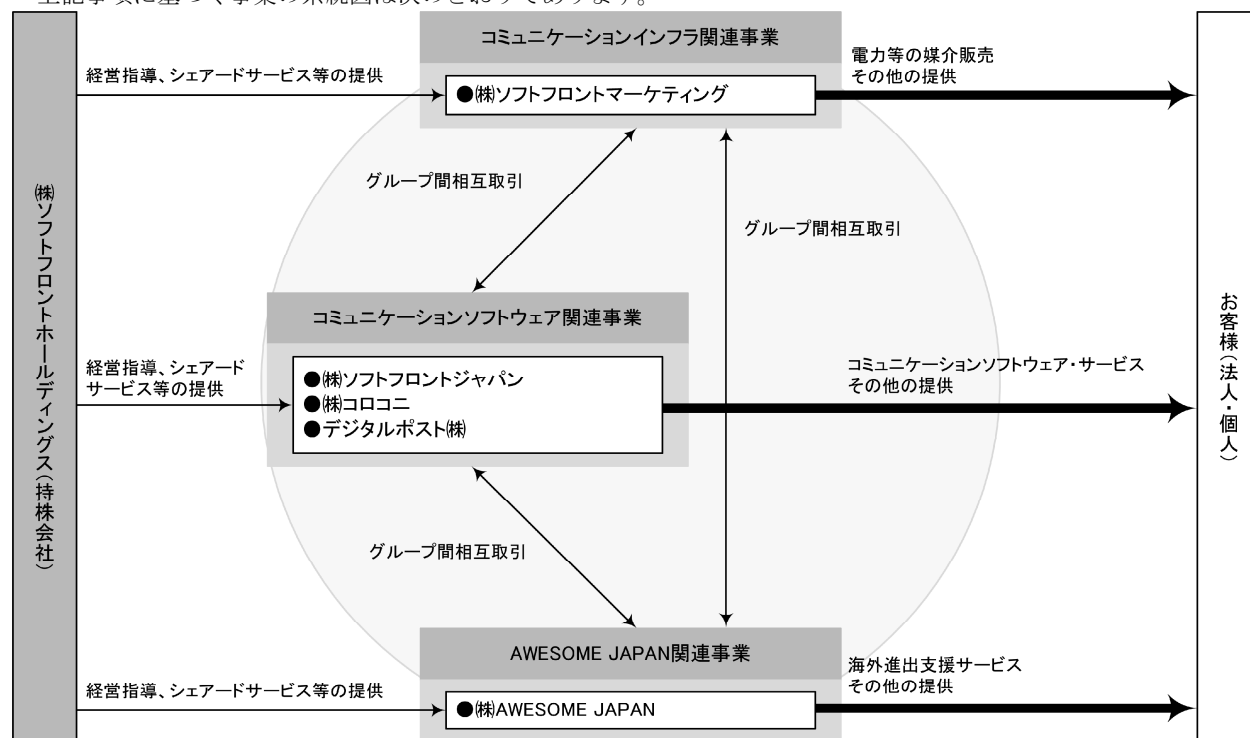 上記事項に基づく事業の系統図は次のとおりであります。
コミュニケーションインフラ関連事業
経営指導、シェアードサービス等の提供
●㈱ソフトフロントマーケティング
電力等の媒介販売
その他の提供
グループ間相互取引
グループ間相互取引
㈱ソフトフロントホールディングス(持株会社)
お客様(法人・個人)
コミュニケーションソフトウェア関連事業
経営指導、シェアード
サービス等の提供
●㈱ソフトフロントジャパン
●㈱コロコニ
●デジタルポスト㈱
コミュニケーションソフトウェア・サービス
その他の提供
グループ間相互取引
AWESOME JAPAN関連事業
経営指導、シェアードサービス等の提供
●㈱AWESOME JAPAN
海外進出支援サービス
その他の提供